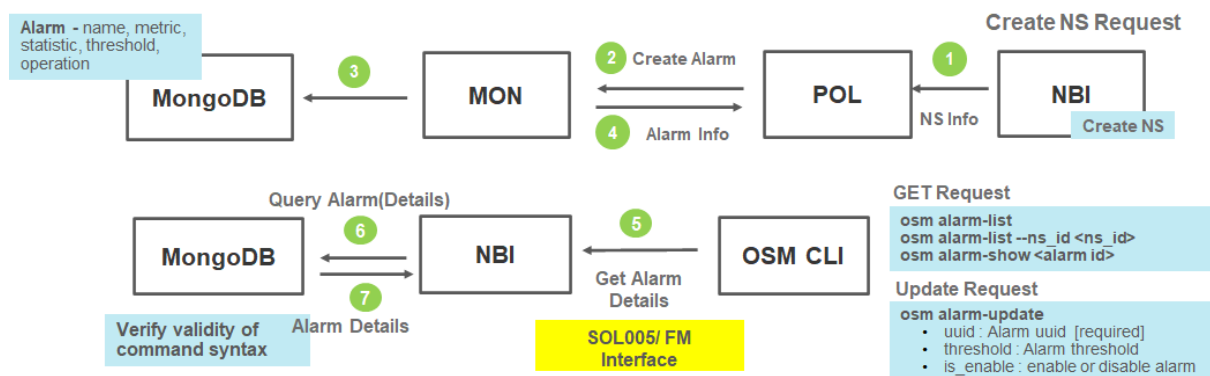 Alarm - name, metric,
statistic, threshold,
operation
Create NS Request
MongoDB
3
MON
2 Create Alarm
4 Alarm Info
POL
1
NS Info
NBI
Create NS
Query Alarm(Details)
MongoDB
6
7
Alarm Details
NBI
5
Get Alarm
Details
OSM CLI
Verify validity of
command syntax
SOL005/ FM
Interface
GET Request
osm alarm-list
osm alarm-list --ns_id <ns_id>
osm alarm-show <alarm id>
Update Request
osm alarm-update
• uuid : Alarm uuid [required]
• threshold : Alarm threshold
• is_enable : enable or disable alarm